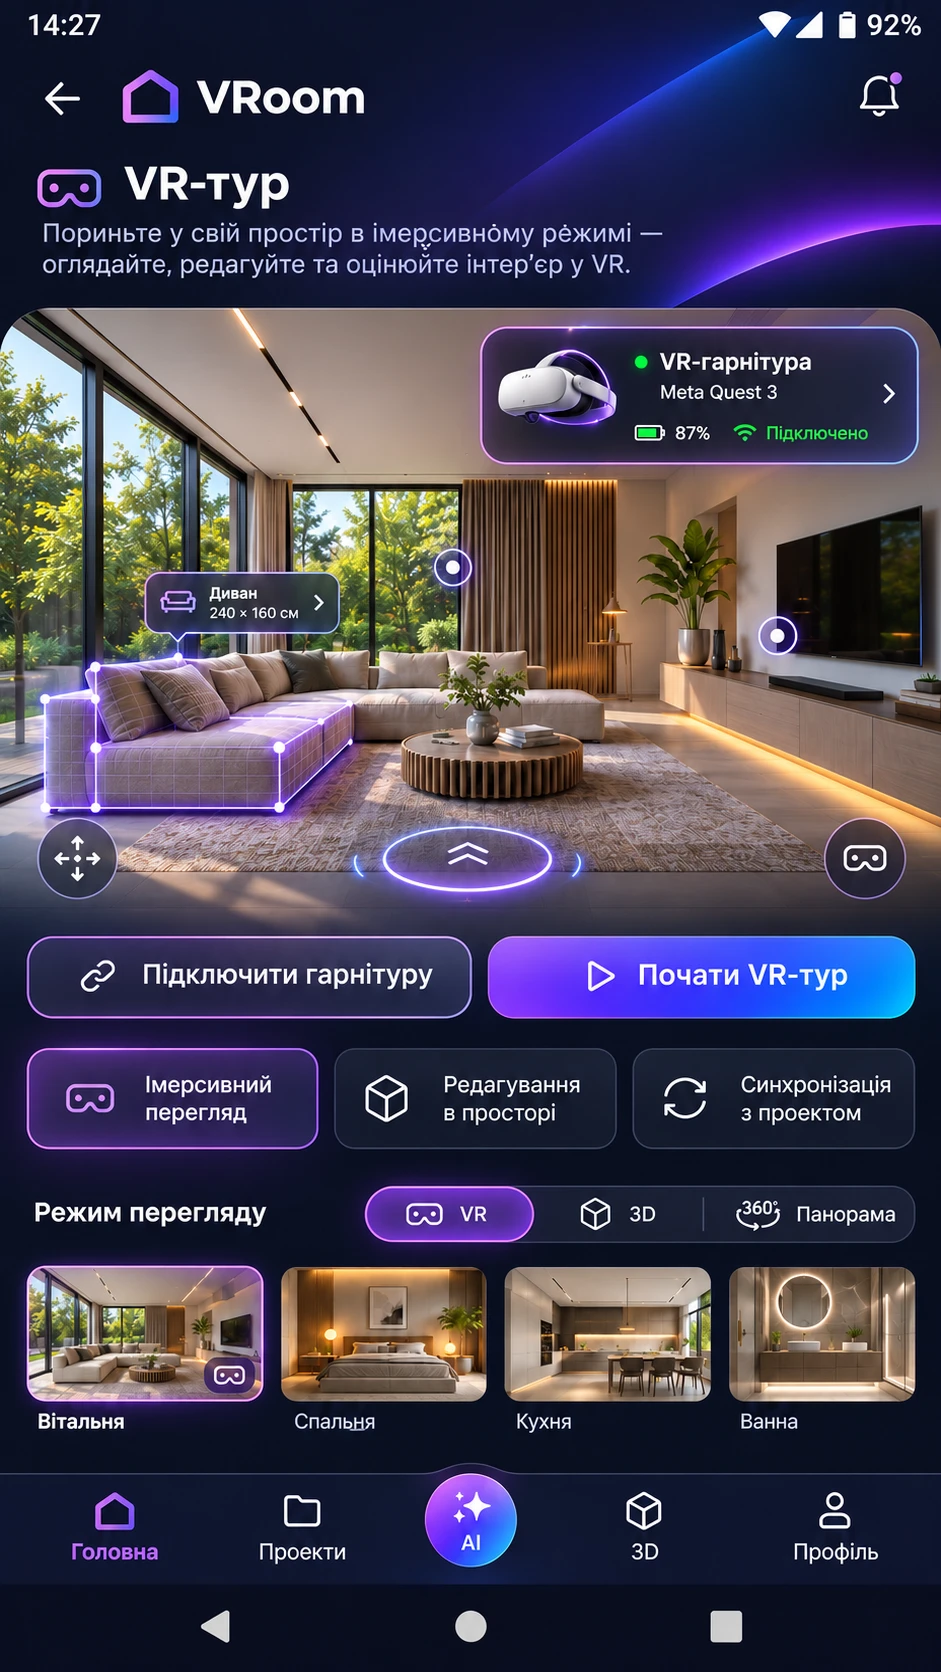 14:27
92%
VRoom
VR-тур
Пориньте у свій простір в імерсивному режимі —
оглядайте, редагуйте та оцінюйте інтер’єр у VR.
VR-гарнітура
Meta Quest 3
87%
Підключено
Диван
240 × 160 см
Підключити гарнітуру
Почати VR-тур
Імерсивний
перегляд
Редагування
в просторі
Синхронізація
з проектом
Режим перегляду
VR
3D
360°
Панорама
Вітальня
Спальня
Кухня
Ванна
Головна
Проекти
AI
3D
Профіль